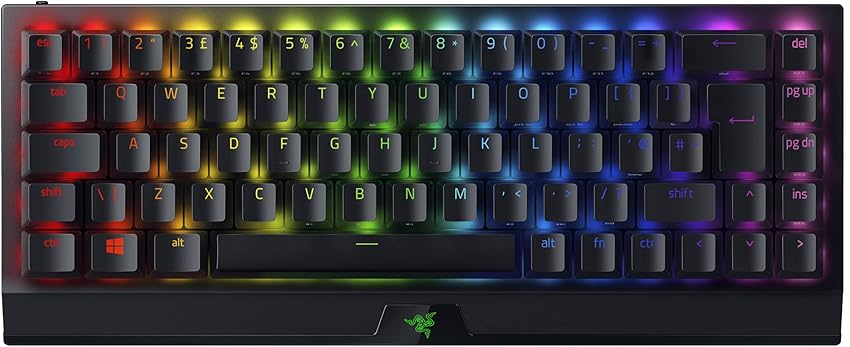 esc 1 ! 2 " 3 £ 4 $ 5 % 6 ^ 7 & 8 * 9 ( 0 ) - _ = + del
tab Q W E R T Y U I O P [ { ] } pg up
caps A S D F G H J K L ; : ' @ # ~ pg dn
shift \ | Z X C V B N M , < . > / ? shift ins
ctrl alt alt fn ctrl